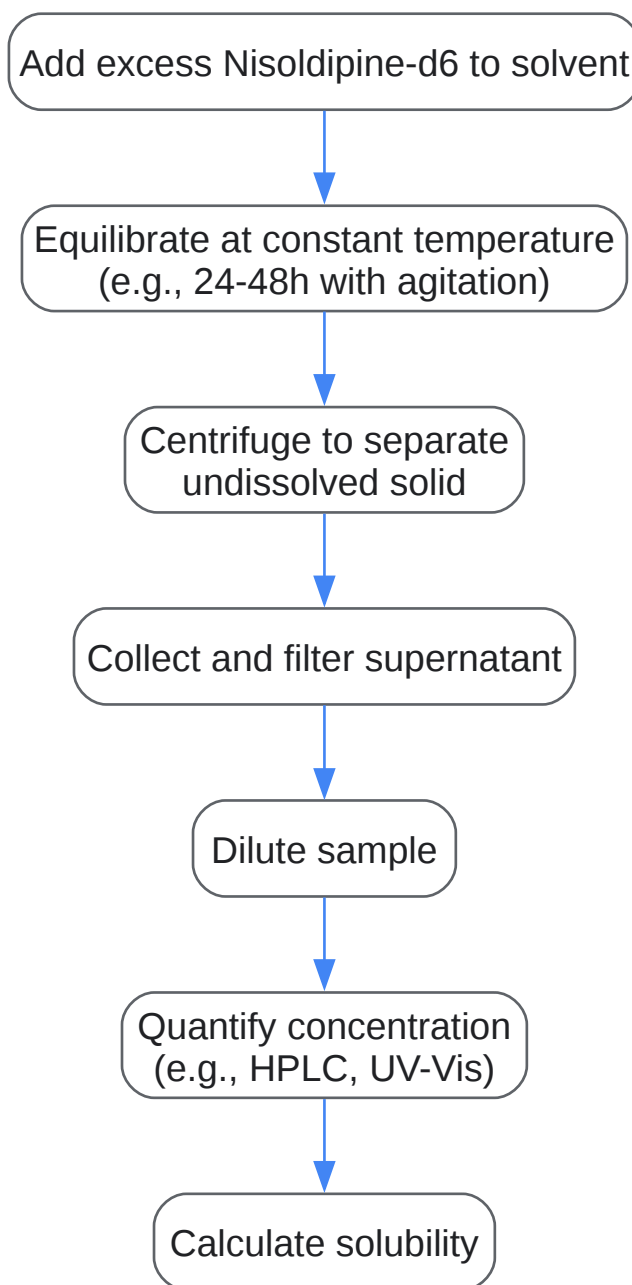 Add excess Nisoldipine-d6 to solvent
Equilibrate at constant temperature
(e.g., 24-48h with agitation)
Centrifuge to separate
undissolved solid
Collect and filter supernatant
Dilute sample
Quantify concentration
(e.g., HPLC, UV-Vis)
Calculate solubility